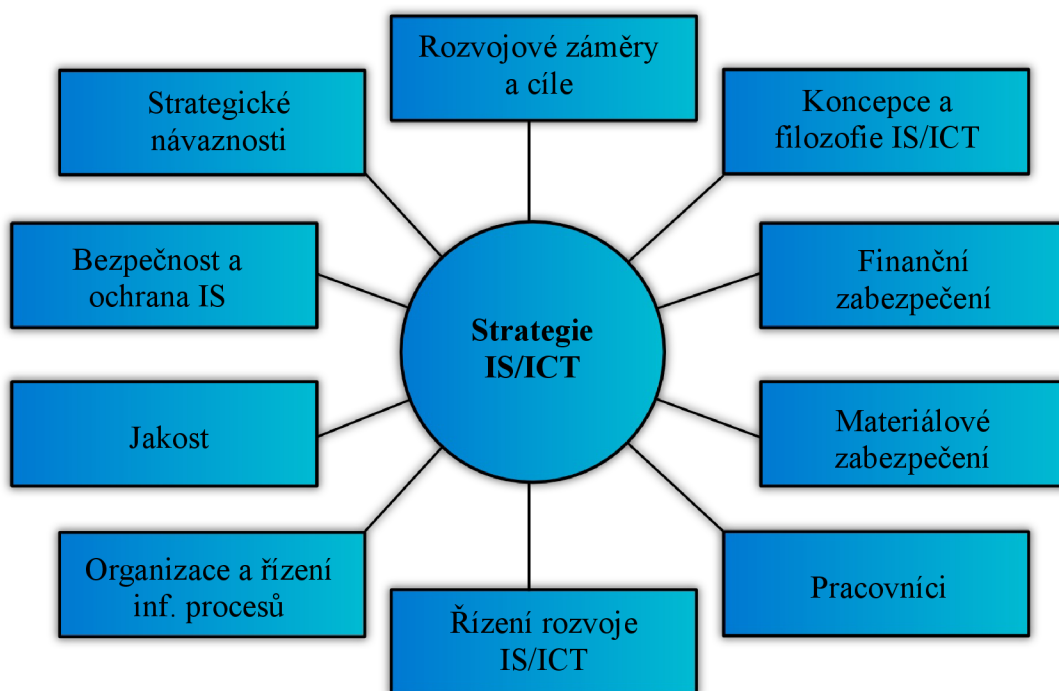 Rozvojové záměry
a cíle
Strategické
návaznosti
Koncepce a
filozofie IS/ICT
Bezpečnost a
ochrana IS
Finanční
zabezpečení
Strategie
IS/ICT
Jakost
Materiálové
zabezpečení
Organizace a řízení
inf. procesů
Pracovníci
Řízení rozvoje
IS/ICT